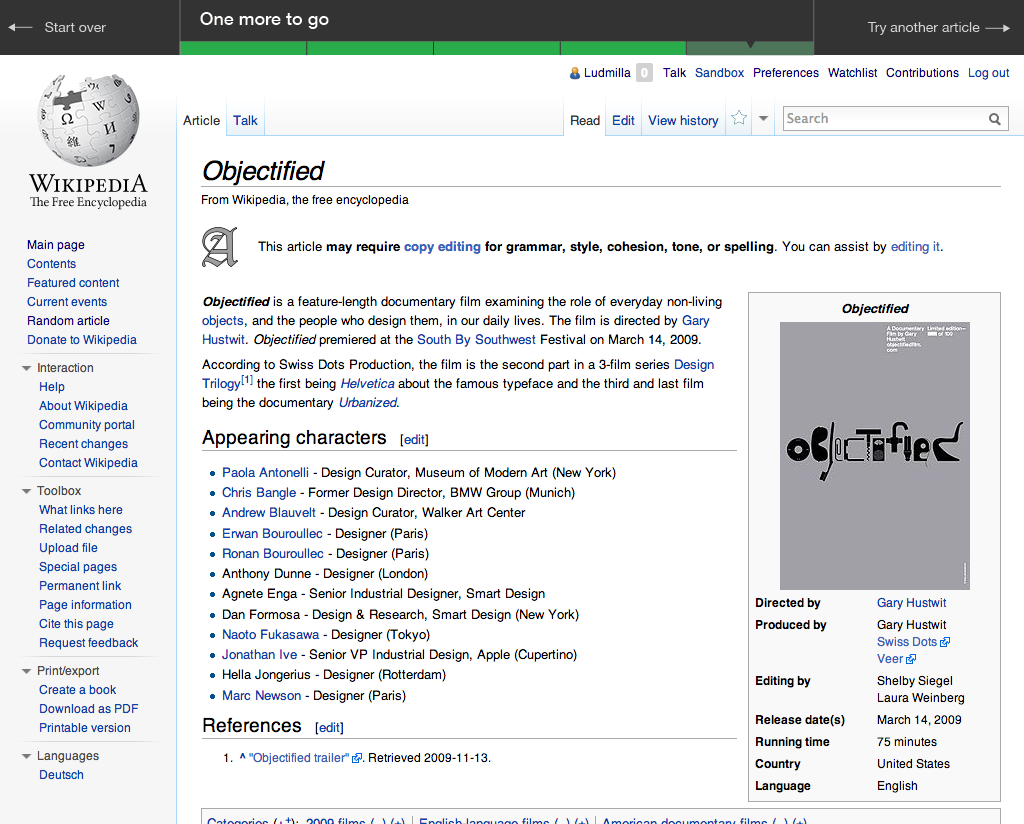 Start over
One more to go
Try another article
Ludmilla 0 Talk Sandbox Preferences Watchlist Contributions Log out
Article Talk Read Edit View history Search
WIKIPEDIA
The Free Encyclopedia
Main page
Contents
Featured content
Current events
Random article
Donate to Wikipedia
Interaction
Help
About Wikipedia
Community portal
Recent changes
Contact Wikipedia
Toolbox
What links here
Related changes
Upload file
Special pages
Permanent link
Page information
Cite this page
Request feedback
Print/export
Create a book
Download as PDF
Printable version
Languages
Deutsch
Objectified
From Wikipedia, the free encyclopedia
This article may require copy editing for grammar, style, cohesion, tone, or spelling. You can assist by editing it.
Objectified is a feature-length documentary film examining the role of everyday non-living
objects, and the people who design them, in our daily lives. The film is directed by Gary
Hustwit. Objectified premiered at the South By Southwest Festival on March 14, 2009.
According to Swiss Dots Production, the film is the second part in a 3-film series Design
Trilogy[1] the first being Helvetica about the famous typeface and the third and last film
being the documentary Urbanized.
Appearing characters [edit]
• Paola Antonelli - Design Curator, Museum of Modern Art (New York)
• Chris Bangle - Former Design Director, BMW Group (Munich)
• Andrew Blauvelt - Design Curator, Walker Art Center
• Erwan Bouroullec - Designer (Paris)
• Ronan Bouroullec - Designer (Paris)
• Anthony Dunne - Designer (London)
• Agnete Enga - Senior Industrial Designer, Smart Design
• Dan Formosa - Design & Research, Smart Design (New York)
• Naoto Fukasawa - Designer (Tokyo)
• Jonathan Ive - Senior VP Industrial Design, Apple (Cupertino)
• Hella Jongerius - Designer (Rotterdam)
• Marc Newson - Designer (Paris)
References [edit]
1. ^ "Objectified trailer". Retrieved 2009-11-13.
Objectified
A Documentary Limited edition
Film by Gary of 100
Hustwit
objectifiedfilm.
com
OBJECTIFIED
Directed by Gary Hustwit
Produced by Gary Hustwit
Swiss Dots
Veer
Editing by Shelby Siegel
Laura Weinberg
Release date(s) March 14, 2009
Running time 75 minutes
Country United States
Language English
Categories (++): 2009 films (-) (±) | English-language films (-) (±) | American documentary films (-) (±)